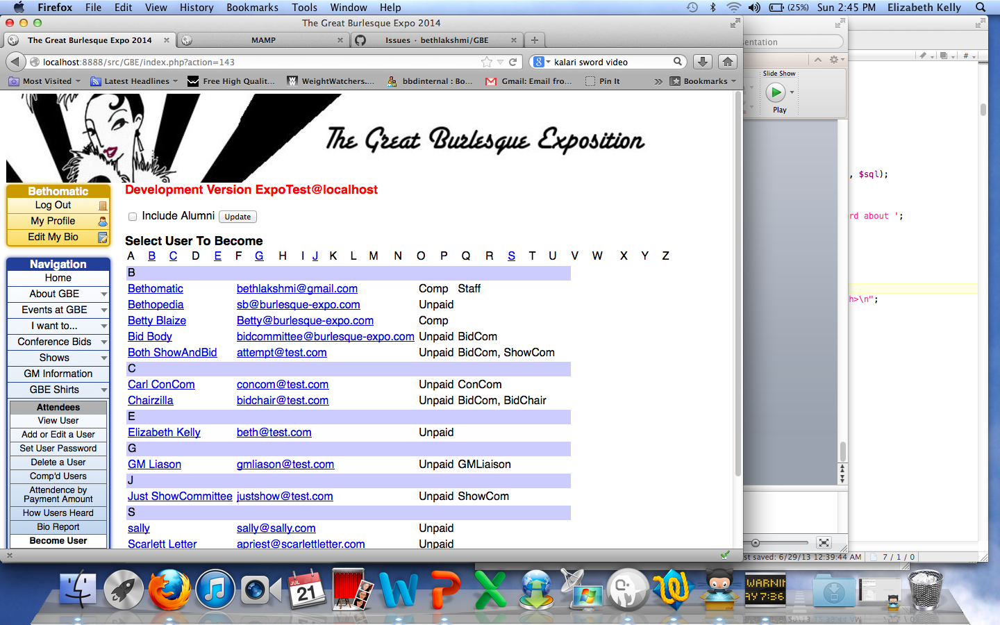 Firefox File Edit View History Bookmarks Tools Window Help (25%) Sun 2:45 PM Elizabeth Kelly
The Great Burlesque Expo 2014
The Great Burlesque Expo 2014 MAMP Issues · bethlakshmi/GBE
localhost:8888/src/GBE/index.php?action=143 kalari sword video
Most Visited Latest Headlines Free High Qualit... WeightWatchers.... bbdinternal : Bo... Gmail: Email fro... Pin It » Bookmarks
The Great Burlesque Exposition
Bethomatic
Log Out
My Profile
Edit My Bio
Navigation
Home
About GBE
Events at GBE
I want to...
Conference Bids
Shows
GM Information
GBE Shirts
Attendees
View User
Add or Edit a User
Set User Password
Delete a User
Comp'd Users
Attendence by
Payment Amount
How Users Heard
Bio Report
Become User
Development Version ExpoTest@localhost
Include Alumni Update
Select User To Become
A B C D E F G H I J K L M N O P Q R S T U V W X Y Z
B
Bethomatic bethlakshmi@gmail.com Comp Staff
Bethopedia sb@burlesque-expo.com Unpaid
Betty Blaize Betty@burlesque-expo.com Comp
Bid Body bidcommittee@burlesque-expo.com Unpaid BidCom
Both ShowAndBid attempt@test.com Unpaid BidCom, ShowCom
C
Carl ConCom concom@test.com Unpaid ConCom
Chairzilla bidchair@test.com Unpaid BidCom, BidChair
E
Elizabeth Kelly beth@test.com Unpaid
G
GM Liason gmliason@test.com Unpaid GMLiaison
J
Just ShowCommittee justshow@test.com Unpaid ShowCom
S
sally sally@sally.com Unpaid
Scarlett Letter apriest@scarlettletter.com Unpaid
entation
Slide Show
Play
#
, $sql);
rd about ';
h>\n";
st saved: 6/29/13 12:39:44 AM 7 / 1 / 0
JUL
21
WARNIN
AY 7:36